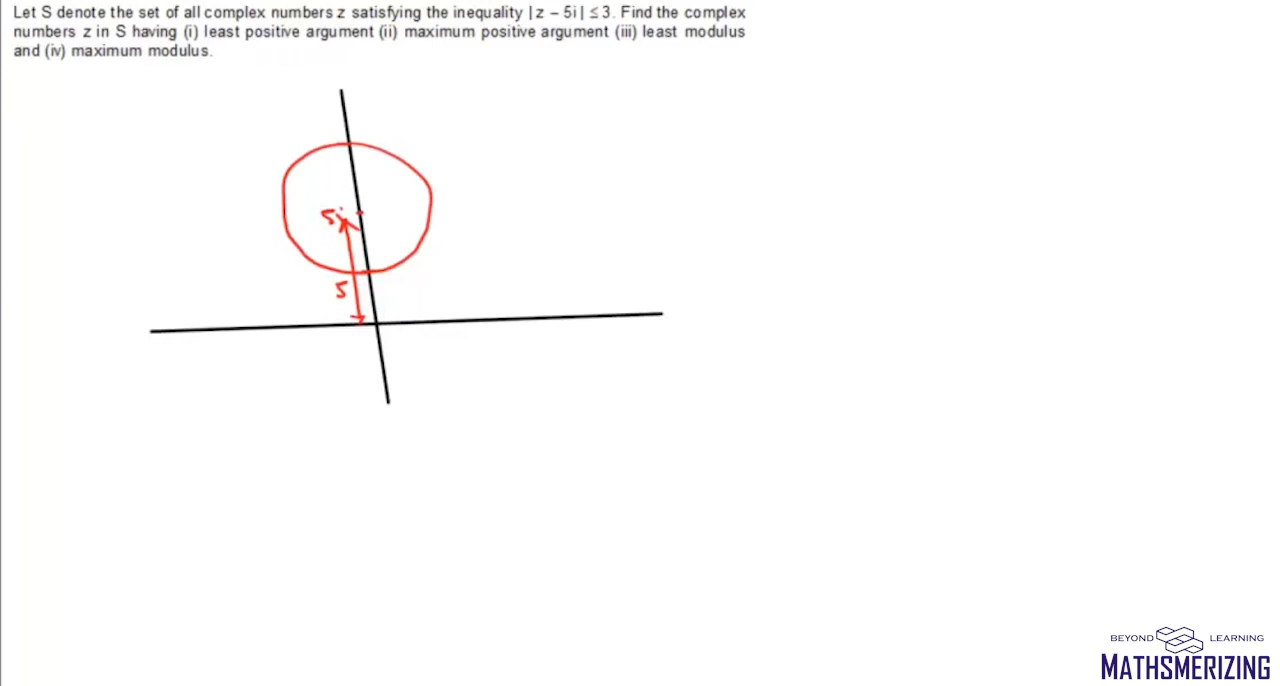 Let S denote the set of all complex numbers z satisfying the inequality |z – 5i| ≤ 3. Find the complex
numbers z in S having (i) least positive argument (ii) maximum positive argument (iii) least modulus
and (iv) maximum modulus.
5i
5
BEYOND LEARNING
MATHSMERIZING